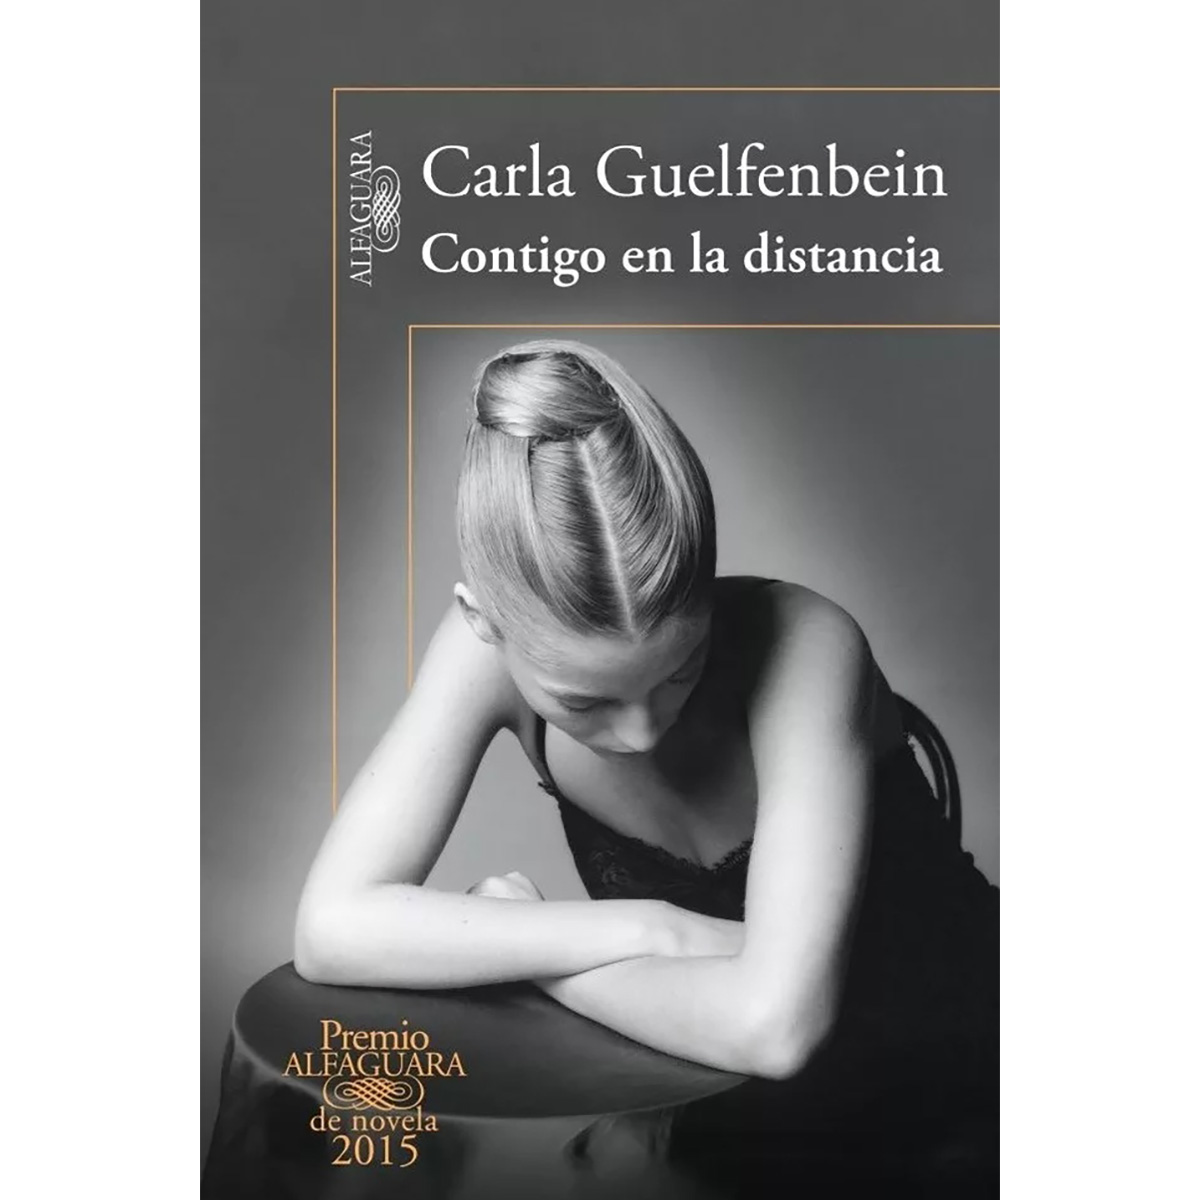 ALFAGUARA
Carla Guelfenbein
Contigo en la distancia
Premio
ALFAGUARA
de novela
2015